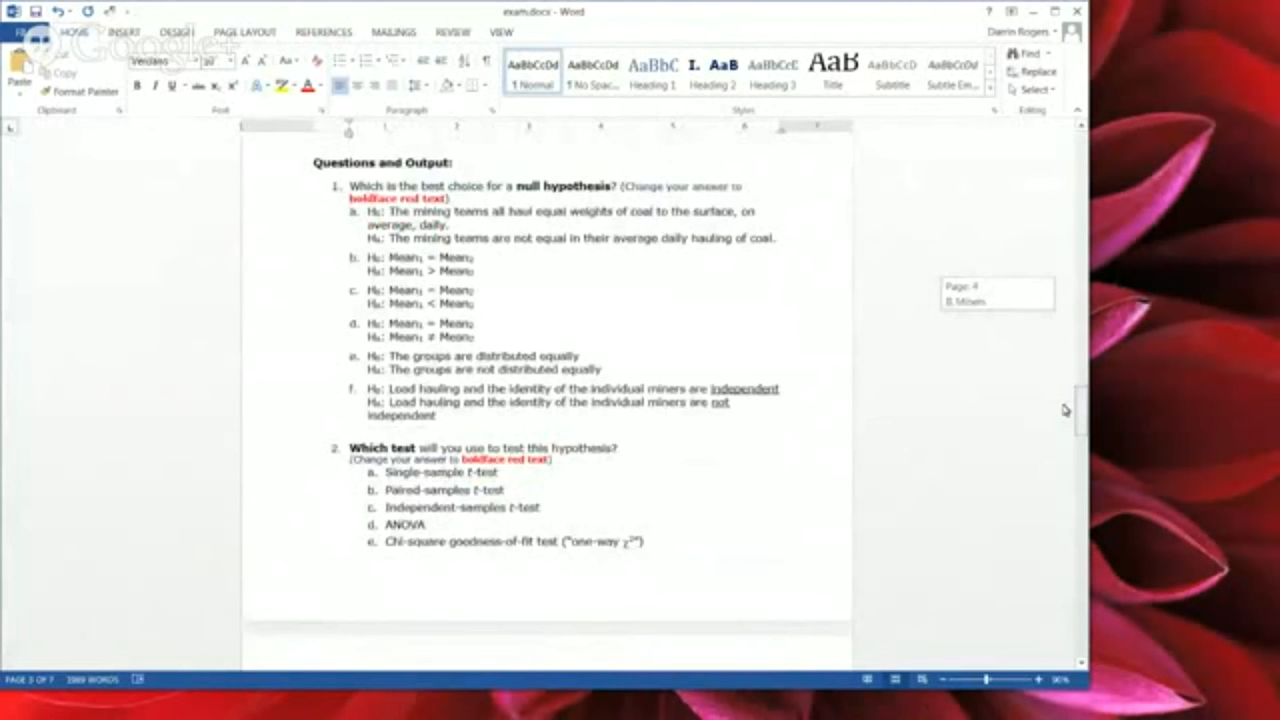 exam.docx - Word
Google+
HOME INSERT DESIGN PAGE LAYOUT REFERENCES MAILINGS REVIEW VIEW
Darrin Rogers
Paste
Copy
Format Painter
Verdana 10
AaBbCcDd AaBbCcDd AaBbC I. AaB AaBbCcC AaB AaBbCcD AaBbCcDd
¶ Normal ¶ No Spac... Heading 1 Heading 2 Heading 3 Title Subtitle Subtle Em...
Find
Replace
Select
Clipboard Font Paragraph Styles Editing
Questions and Output:
1. Which is the best choice for a null hypothesis? (Change your answer to
boldface red text)
a. H₀: The mining teams all haul equal weights of coal to the surface, on
average, daily.
Hₐ: The mining teams are not equal in their average daily hauling of coal.
b. H₀: Mean₁ = Mean₂
Hₐ: Mean₁ > Mean₂
c. H₀: Mean₁ = Mean₂
Hₐ: Mean₁ < Mean₂
d. H₀: Mean₁ = Mean₂
Hₐ: Mean₁ ≠ Mean₂
e. H₀: The groups are distributed equally
Hₐ: The groups are not distributed equally
f. H₀: Load hauling and the identity of the individual miners are independent
Hₐ: Load hauling and the identity of the individual miners are not
independent
Page: 4
B. Miners
2. Which test will you use to test this hypothesis?
(Change your answer to boldface red text)
a. Single-sample t-test
b. Paired-samples t-test
c. Independent-samples t-test
d. ANOVA
e. Chi-square goodness-of-fit test ("one-way χ²")
PAGE 3 OF 7 3989 WORDS
90%